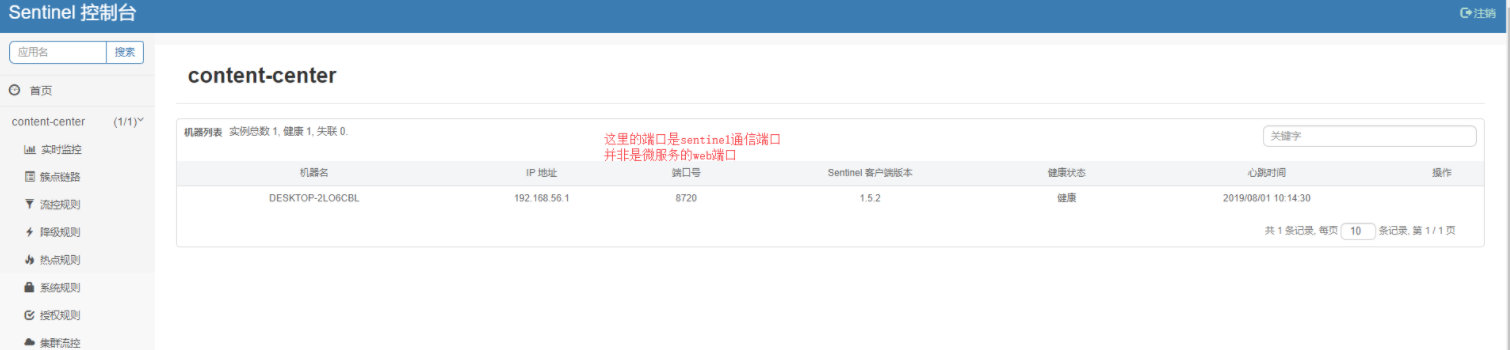 Sentinel 控制台
注销
应用名 搜索
首页
content-center (1/1)
实时监控
簇点链路
流控规则
降级规则
热点规则
系统规则
授权规则
集群流控
content-center
机器列表 实例总数 1, 健康 1, 失联 0.
这里的端口是sentinel通信端口
并非是微服务的web端口
关键字
机器名 IP 地址 端口号 Sentinel 客户端版本 健康状态 心跳时间 操作
DESKTOP-2LO6CBL 192.168.56.1 8720 1.5.2 健康 2019/08/01 10:14:30
共 1 条记录, 每页 10 条记录, 第 1 / 1 页